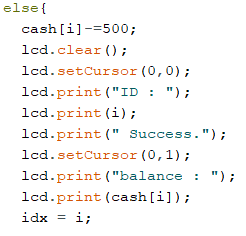 else{
cash[i]-=500;
lcd.clear();
lcd.setCursor(0,0);
lcd.print("ID : ");
lcd.print(i);
lcd.print(" Success.");
lcd.setCursor(0,1);
lcd.print("balance : ");
lcd.print(cash[i]);
idx = i;